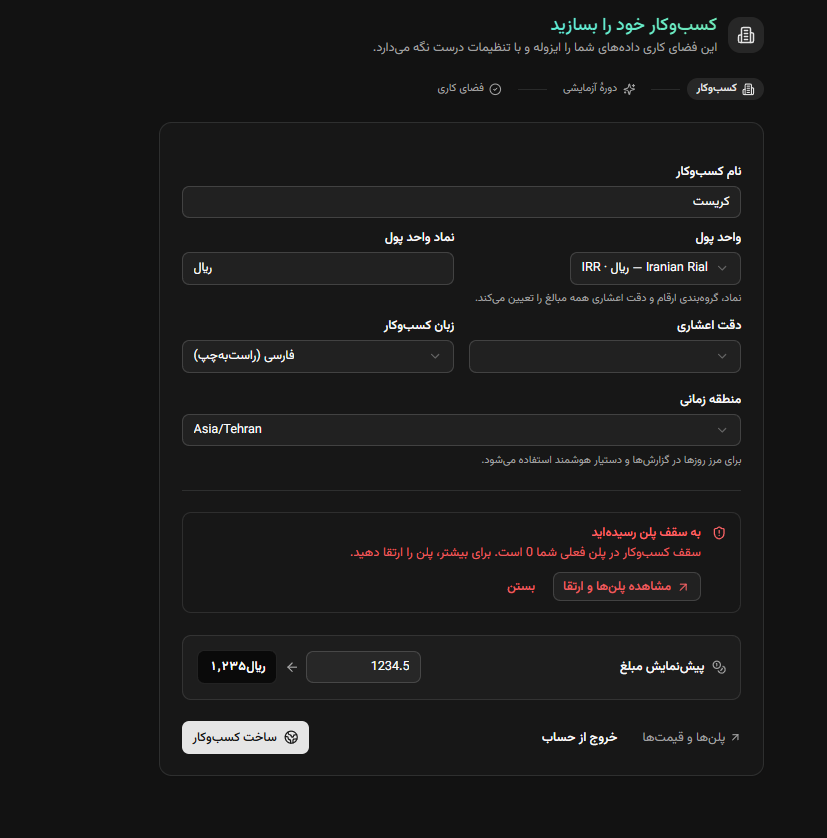 کسب‌وکار خود را بسازید
این فضای کاری داده‌های شما را ایزوله و با تنظیمات درست نگه می‌دارد.
کسب‌وکار
دورهٔ آزمایشی
فضای کاری
نام کسب‌وکار
کریست
واحد پول
نماد واحد پول
IRR · ریال — Iranian Rial
ریال
نماد، گروه‌بندی ارقام و دقت اعشاری همه مبالغ را تعیین می‌کند.
دقت اعشاری
زبان کسب‌وکار
فارسی (راست‌به‌چپ)
منطقه زمانی
Asia/Tehran
برای مرز روزها در گزارش‌ها و دستیار هوشمند استفاده می‌شود.
به سقف پلن رسیده‌اید
سقف کسب‌وکار در پلن فعلی شما 0 است. برای بیشتر، پلن را ارتقا دهید.
مشاهده پلن‌ها و ارتقا
بستن
پیش‌نمایش مبلغ
1234.5
ریال۱,۲۳۵
پلن‌ها و قیمت‌ها
خروج از حساب
ساخت کسب‌وکار